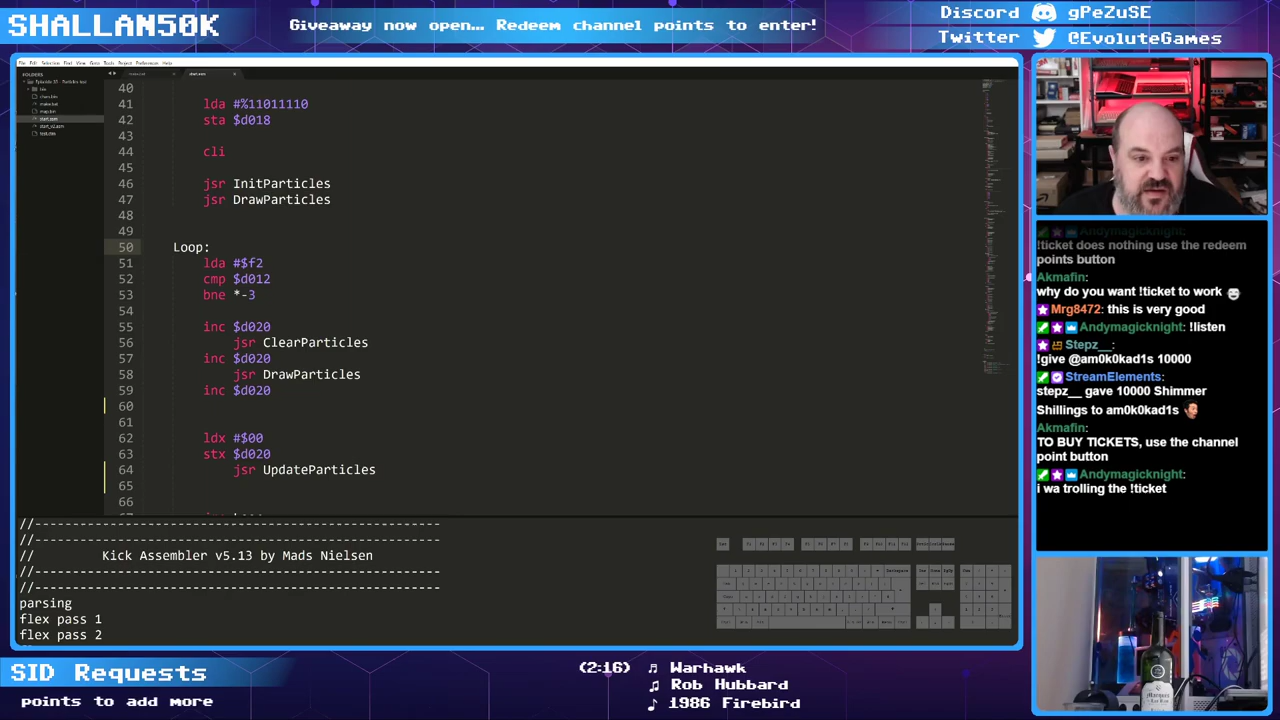 SHALLAN50K
Giveaway now open... Redeem channel points to enter!
Discord gPeZuSE
Twitter @EvoluteGames
FOLDERS
40
41 lda #%11011110
42 sta $d018
43
44 cli
45
46 jsr InitParticles
47 jsr DrawParticles
48
49
50 Loop:
51 lda #$f2
52 cmp $d012
53 bne *-3
54
55 inc $d020
56 jsr ClearParticles
57 inc $d020
58 jsr DrawParticles
59 inc $d020
60
61
62 ldx #$00
63 stx $d020
64 jsr UpdateParticles
65
66
//------------------------------------------------------
//------------------------------------------------------
// Kick Assembler v5.13 by Mads Nielsen
//------------------------------------------------------
//------------------------------------------------------
parsing
flex pass 1
flex pass 2
Andymagicknight:
!ticket does nothing use the redeem
points button
Akmafin:
why do you want !ticket to work
Mrg8472: this is very good
Andymagicknight: !listen
Stepz__:
!give @am0k0kad1s 10000
StreamElements:
stepz__ gave 10000 Shimmer
Shillings to am0k0kad1s
Akmafin:
TO BUY TICKETS, use the channel
point button
Andymagicknight:
i wa trolling the !ticket
SID Requests
points to add more
(2:16) Warhawk
Rob Hubbard
1986 Firebird